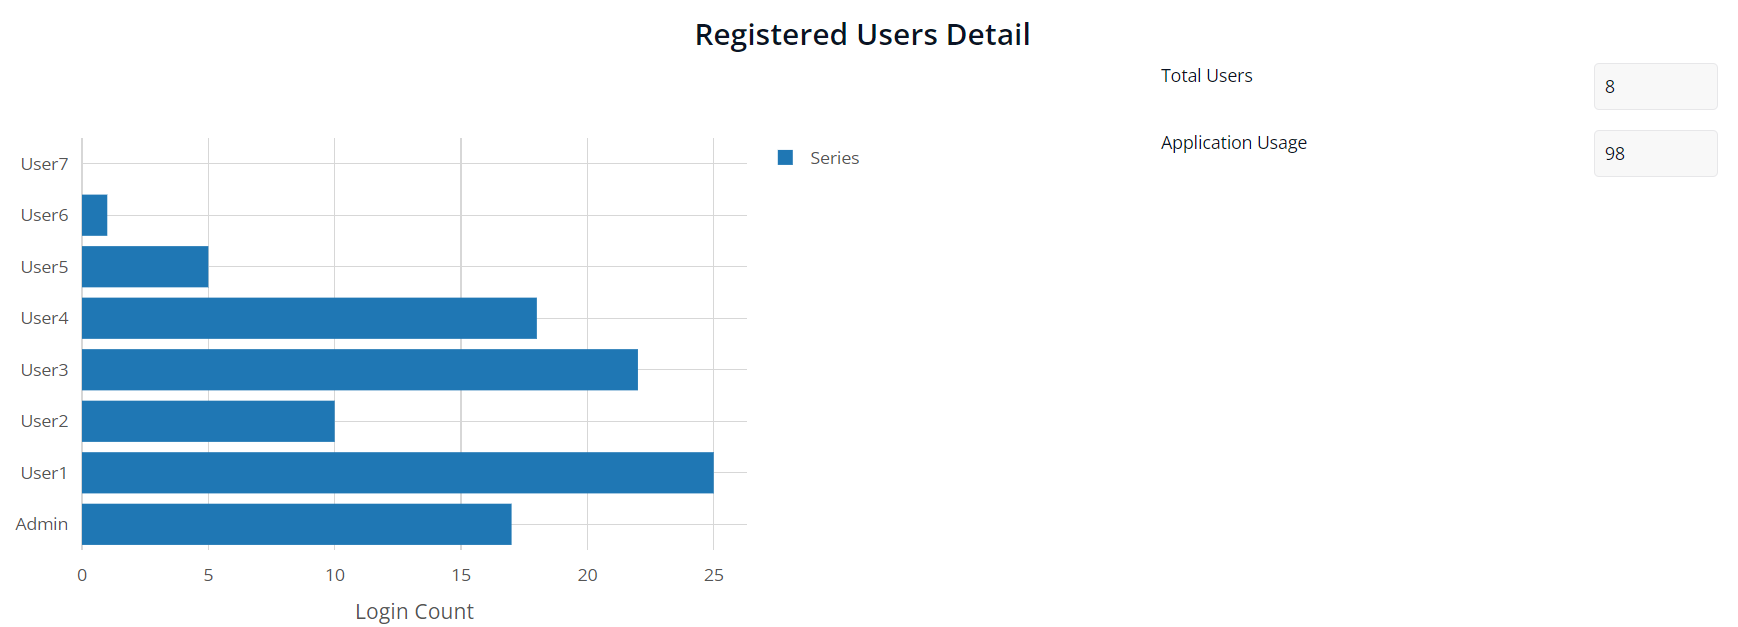 Registered Users Detail
Total Users
8
Application Usage
98
Series
User7
User6
User5
User4
User3
User2
User1
Admin
0 5 10 15 20 25
Login Count